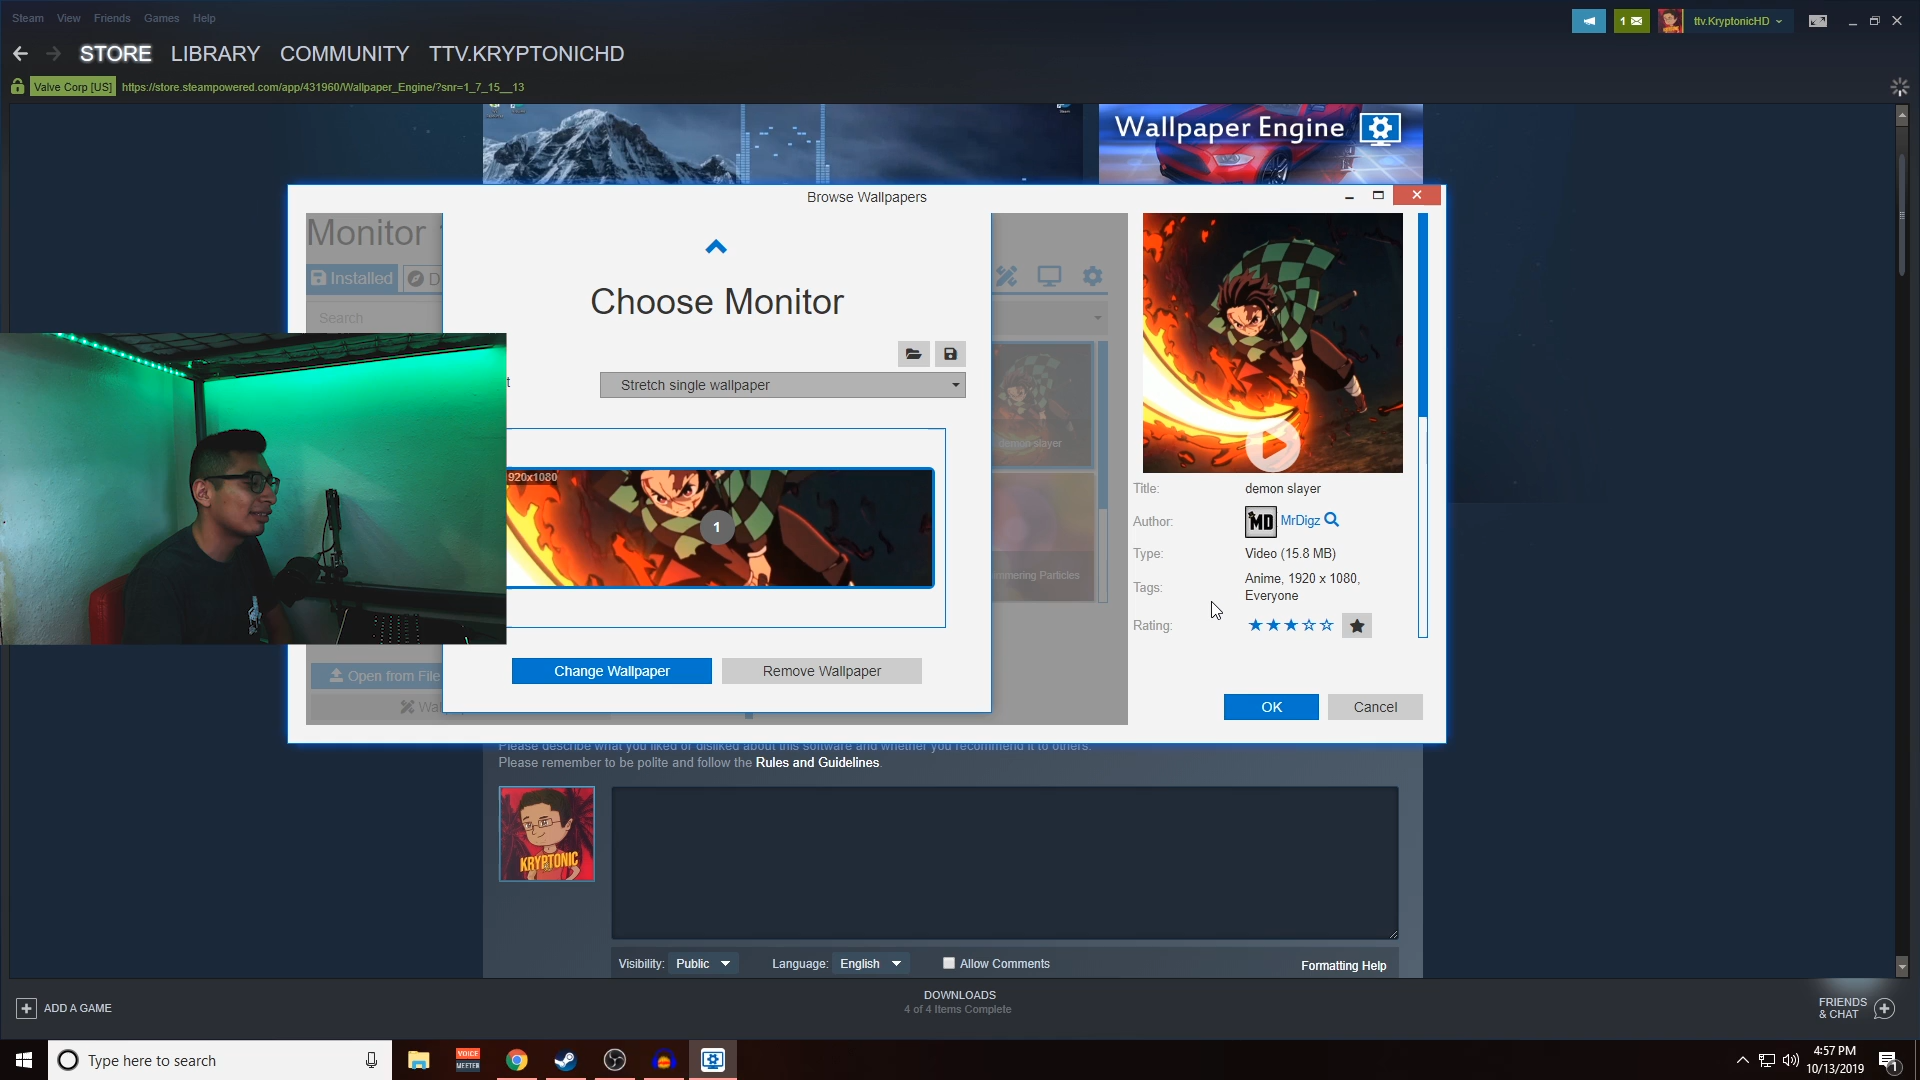 Steam View Friends Games Help
1
ttv.KryptonicHD
STORE LIBRARY COMMUNITY TTV.KRYPTONICHD
Valve Corp [US] https://store.steampowered.com/app/431960/Wallpaper_Engine/?snr=1_7_15__13
Wallpaper Engine
Browse Wallpapers
Monitor
Installed
Search
Choose Monitor
t
Stretch single wallpaper
1920x1080
1
demon slayer
mmering Particles
Change Wallpaper Remove Wallpaper
Open from File
Title: demon slayer
Author: MD MrDigz
Type: Video (15.8 MB)
Tags: Anime, 1920 x 1080,
Everyone
Rating:
OK Cancel
Please describe what you liked or disliked about this software and whether you recommend it to others.
Please remember to be polite and follow the Rules and Guidelines
KRYPTONIC
Visibility: Public Language: English Allow Comments Formatting Help
ADD A GAME
DOWNLOADS
4 of 4 Items Complete
FRIENDS
& CHAT
Type here to search
VOICE
MEETER
4:57 PM
10/13/2019
1